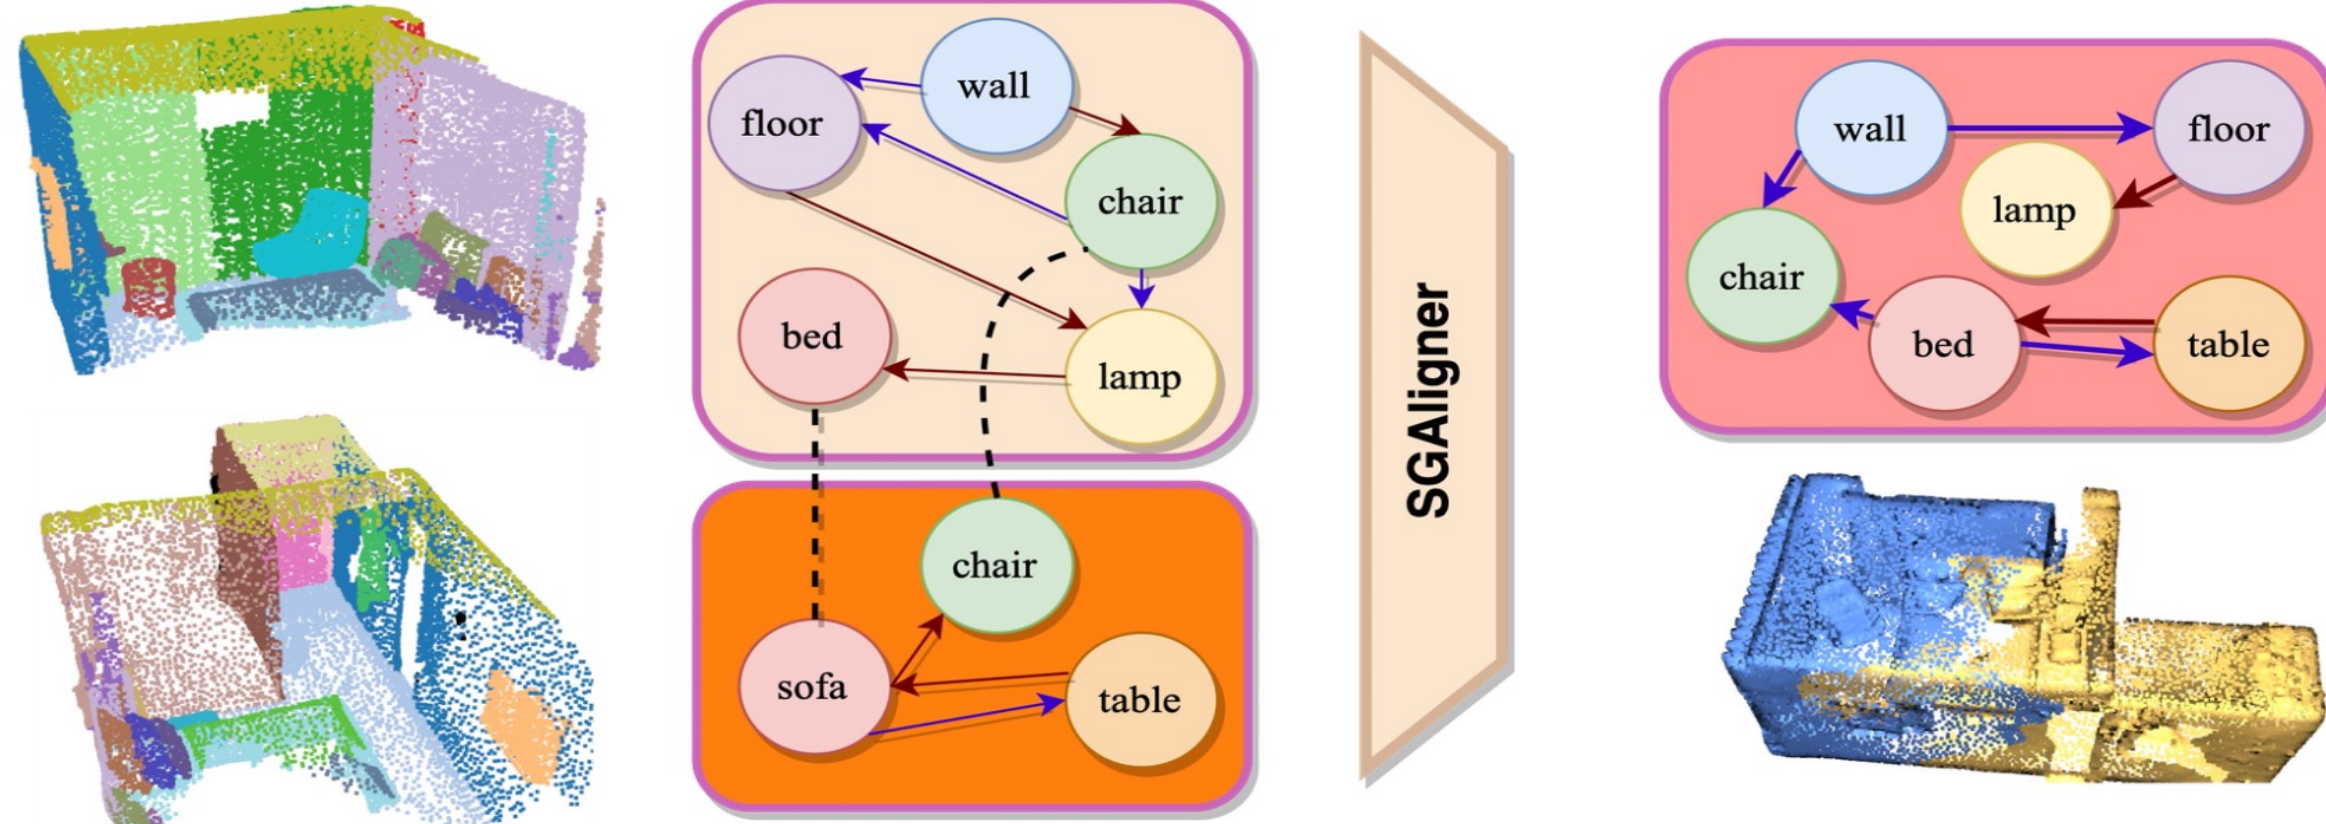 wall
floor
chair
bed
lamp
chair
sofa
table
SGAligner
wall
floor
lamp
chair
bed
table